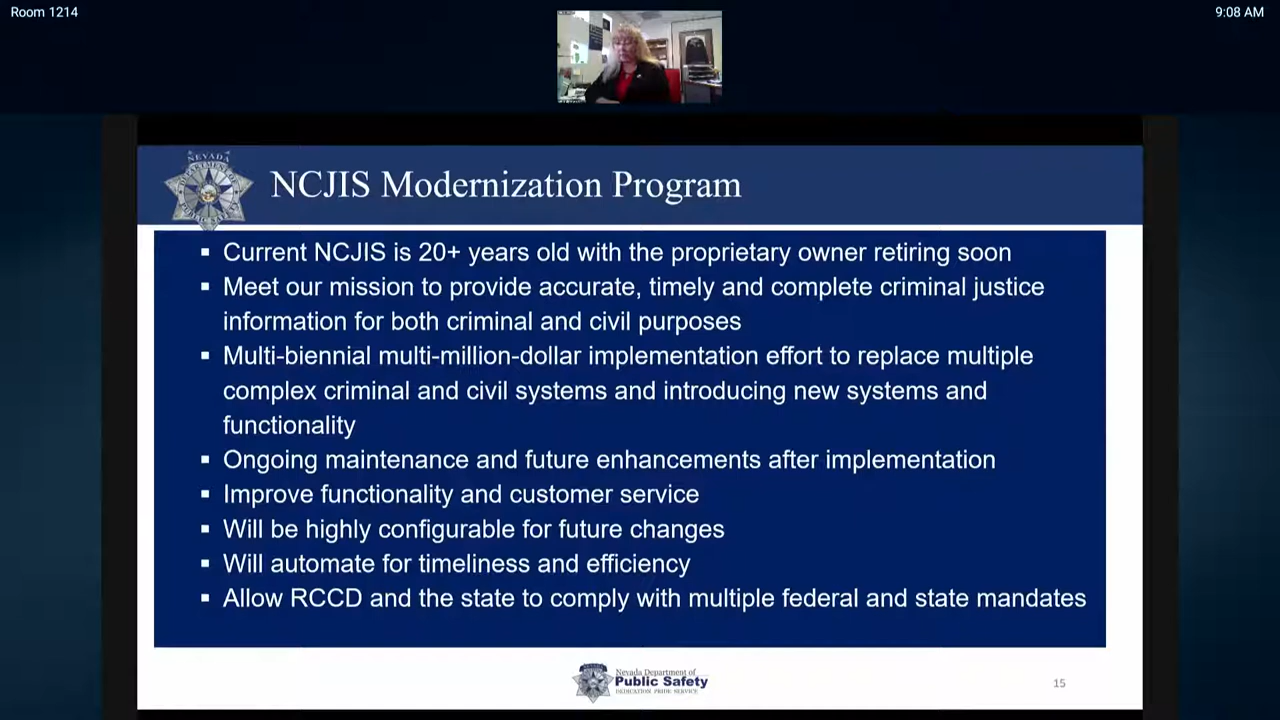 Room 1214
9:08 AM
NEVADA
NCJIS Modernization Program
▪ Current NCJIS is 20+ years old with the proprietary owner retiring soon
▪ Meet our mission to provide accurate, timely and complete criminal justice
information for both criminal and civil purposes
▪ Multi-biennial multi-million-dollar implementation effort to replace multiple
complex criminal and civil systems and introducing new systems and
functionality
▪ Ongoing maintenance and future enhancements after implementation
▪ Improve functionality and customer service
▪ Will be highly configurable for future changes
▪ Will automate for timeliness and efficiency
▪ Allow RCCD and the state to comply with multiple federal and state mandates
Nevada Department of
Public Safety
DEDICATION PRIDE SERVICE
15